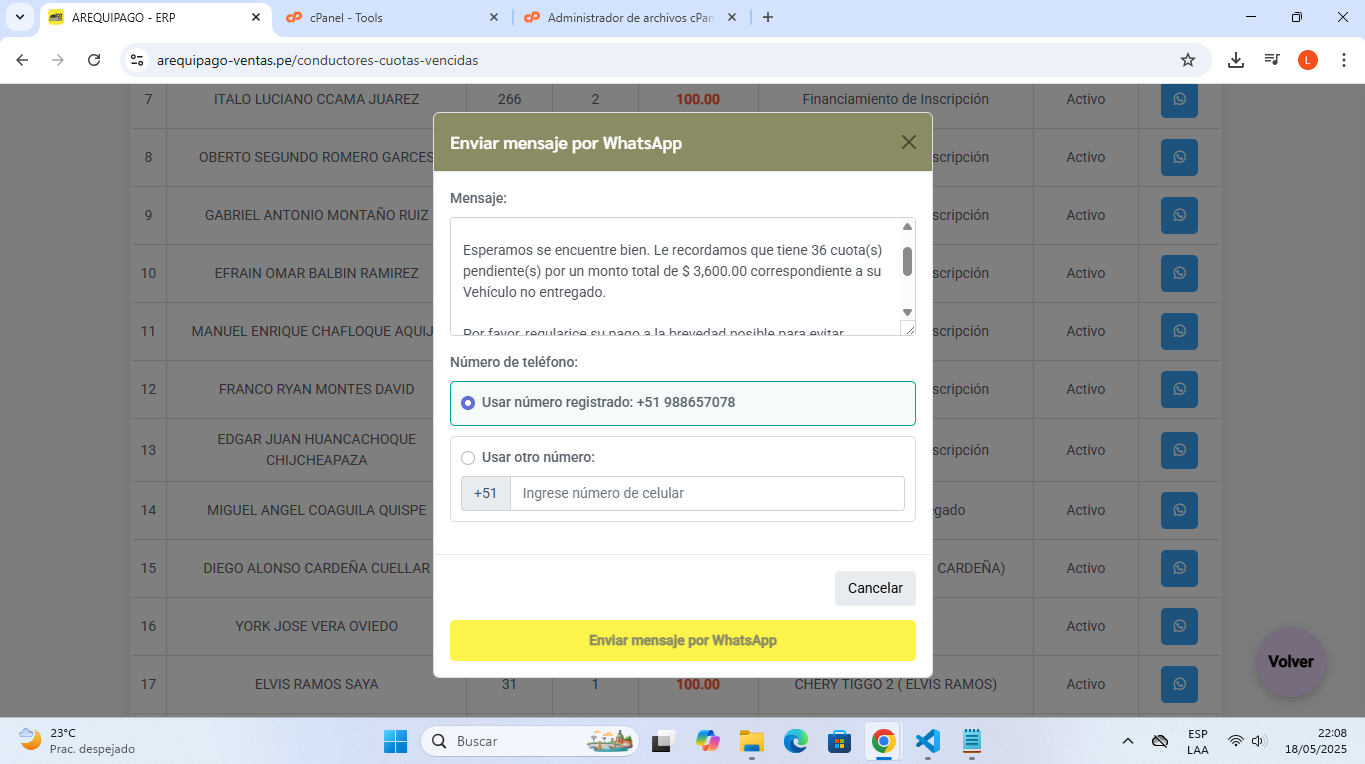 AREQUIPAGO - ERP
cPanel - Tools
Administrador de archivos cPan
arequipago-ventas.pe/conductores-cuotas-vencidas
L
7 ITALO LUCIANO CCAMA JUAREZ 266 2 100.00 Financiamiento de Inscripción Activo
8 OBERTO SEGUNDO ROMERO GARCES scripción Activo
9 GABRIEL ANTONIO MONTAÑO RUIZ scripción Activo
10 EFRAIN OMAR BALBIN RAMIREZ scripción Activo
11 MANUEL ENRIQUE CHAFLOQUE AQUIJ scripción Activo
12 FRANCO RYAN MONTES DAVID scripción Activo
13 EDGAR JUAN HUANCACHOQUE CHIJCHEAPAZA scripción Activo
14 MIGUEL ANGEL COAGUILA QUISPE gado Activo
15 DIEGO ALONSO CARDEÑA CUELLAR CARDEÑA) Activo
16 YORK JOSE VERA OVIEDO Activo
17 ELVIS RAMOS SAYA 31 1 100.00 CHERY TIGGO 2 ( ELVIS RAMOS) Activo
Enviar mensaje por WhatsApp
Mensaje:
Esperamos se encuentre bien. Le recordamos que tiene 36 cuota(s)
pendiente(s) por un monto total de $ 3,600.00 correspondiente a su
Vehículo no entregado.
Por favor, regularice su pago a la brevedad posible para evitar
Número de teléfono:
Usar número registrado: +51 988657078
Usar otro número:
+51 Ingrese número de celular
Cancelar
Enviar mensaje por WhatsApp
Volver
23°C
Prac. despejado
Buscar
ESP
LAA
22:08
18/05/2025